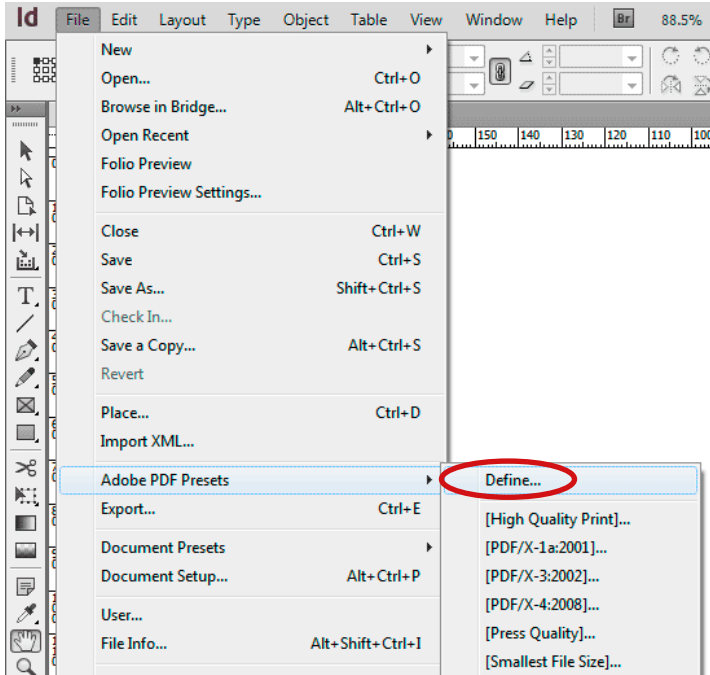 Id File Edit Layout Type Object Table View Window Help Br 88.5%
New
Open... Ctrl+O
Browse in Bridge... Alt+Ctrl+O
Open Recent
150 140 130 120 110 100
Folio Preview
Folio Preview Settings...
Close Ctrl+W
Save Ctrl+S
Save As... Shift+Ctrl+S
Check In...
Save a Copy... Alt+Ctrl+S
Revert
Place... Ctrl+D
Import XML...
Adobe PDF Presets
Export... Ctrl+E
Document Presets
Document Setup... Alt+Ctrl+P
User...
File Info... Alt+Shift+Ctrl+I
Define...
[High Quality Print]...
[PDF/X-1a:2001]...
[PDF/X-3:2002]...
[PDF/X-4:2008]...
[Press Quality]...
[Smallest File Size]...